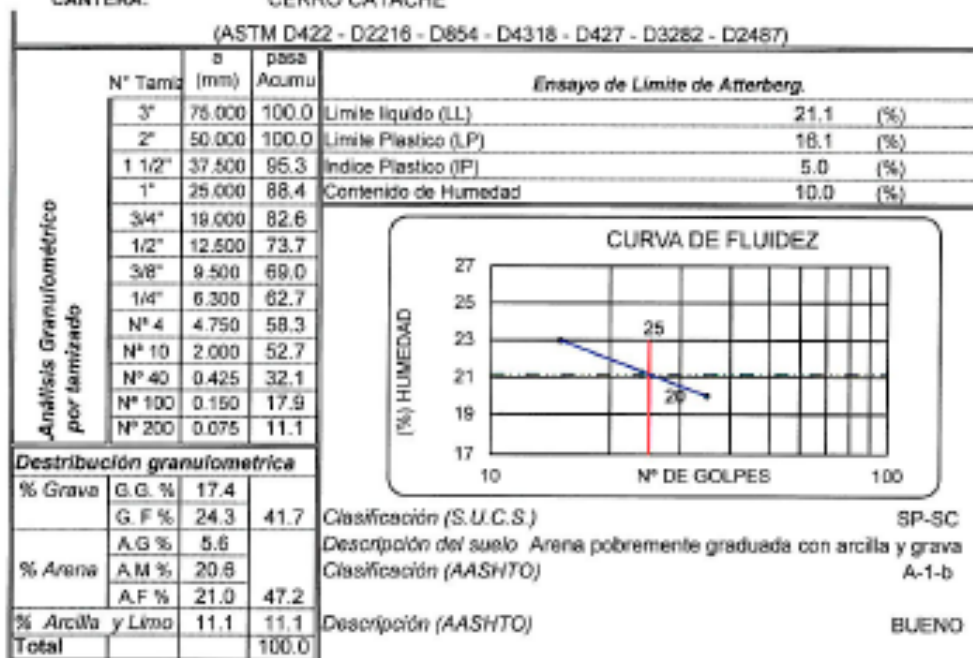 CANTERA: CERRO CATACHE
(ASTM D422 - D2216 - D854 - D4318 - D427 - D3282 - D2487)
Análisis Granulométrico por tamizado
N° Tamiz a (mm) pasa Acumu
3" 75.000 100.0
2" 50.000 100.0
1 1/2" 37.500 95.3
1" 25.000 88.4
3/4" 19.000 82.6
1/2" 12.500 73.7
3/8" 9.500 69.0
1/4" 6.300 62.7
Nº 4 4.750 58.3
Nº 10 2.000 52.7
Nº 40 0.425 32.1
Nº 100 0.150 17.9
Nº 200 0.075 11.1
Ensayo de Limite de Atterberg.
Limite liquido (LL) 21.1 (%)
Limite Plastico (LP) 16.1 (%)
Indice Plastico (IP) 5.0 (%)
Contenido de Humedad 10.0 (%)
CURVA DE FLUIDEZ
(%) HUMEDAD
27
25
23
21
19
17
25
20
10 Nº DE GOLPES 100
Destribución granulometrica
% Grava G.G. % 17.4
G. F % 24.3 41.7
% Arena A.G % 5.6
A.M % 20.6
A.F % 21.0 47.2
% Arcilla y Limo 11.1 11.1
Total 100.0
Clasificación (S.U.C.S.) SP-SC
Descripción del suelo Arena pobremente graduada con arcilla y grava
Clasificación (AASHTO) A-1-b
Descripción (AASHTO) BUENO